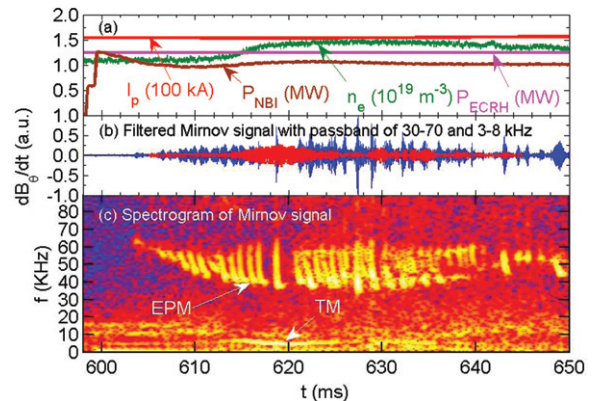 2.0 (a)
1.5
1.0
0.5
I_p (100 kA) P_NBI (MW) n_e (10^19 m^-3) P_ECRH (MW)
1.0 (b) Filtered Mirnov signal with passband of 30-70 and 3-8 kHz
0.5
0.0
-0.5
-1.0
dB_θ/dt (a.u.)
(c) Spectrogram of Mirnov signal
80
60
40
20
10
0
f (KHz)
EPM TM
600 610 620 630 640 650
t (ms)